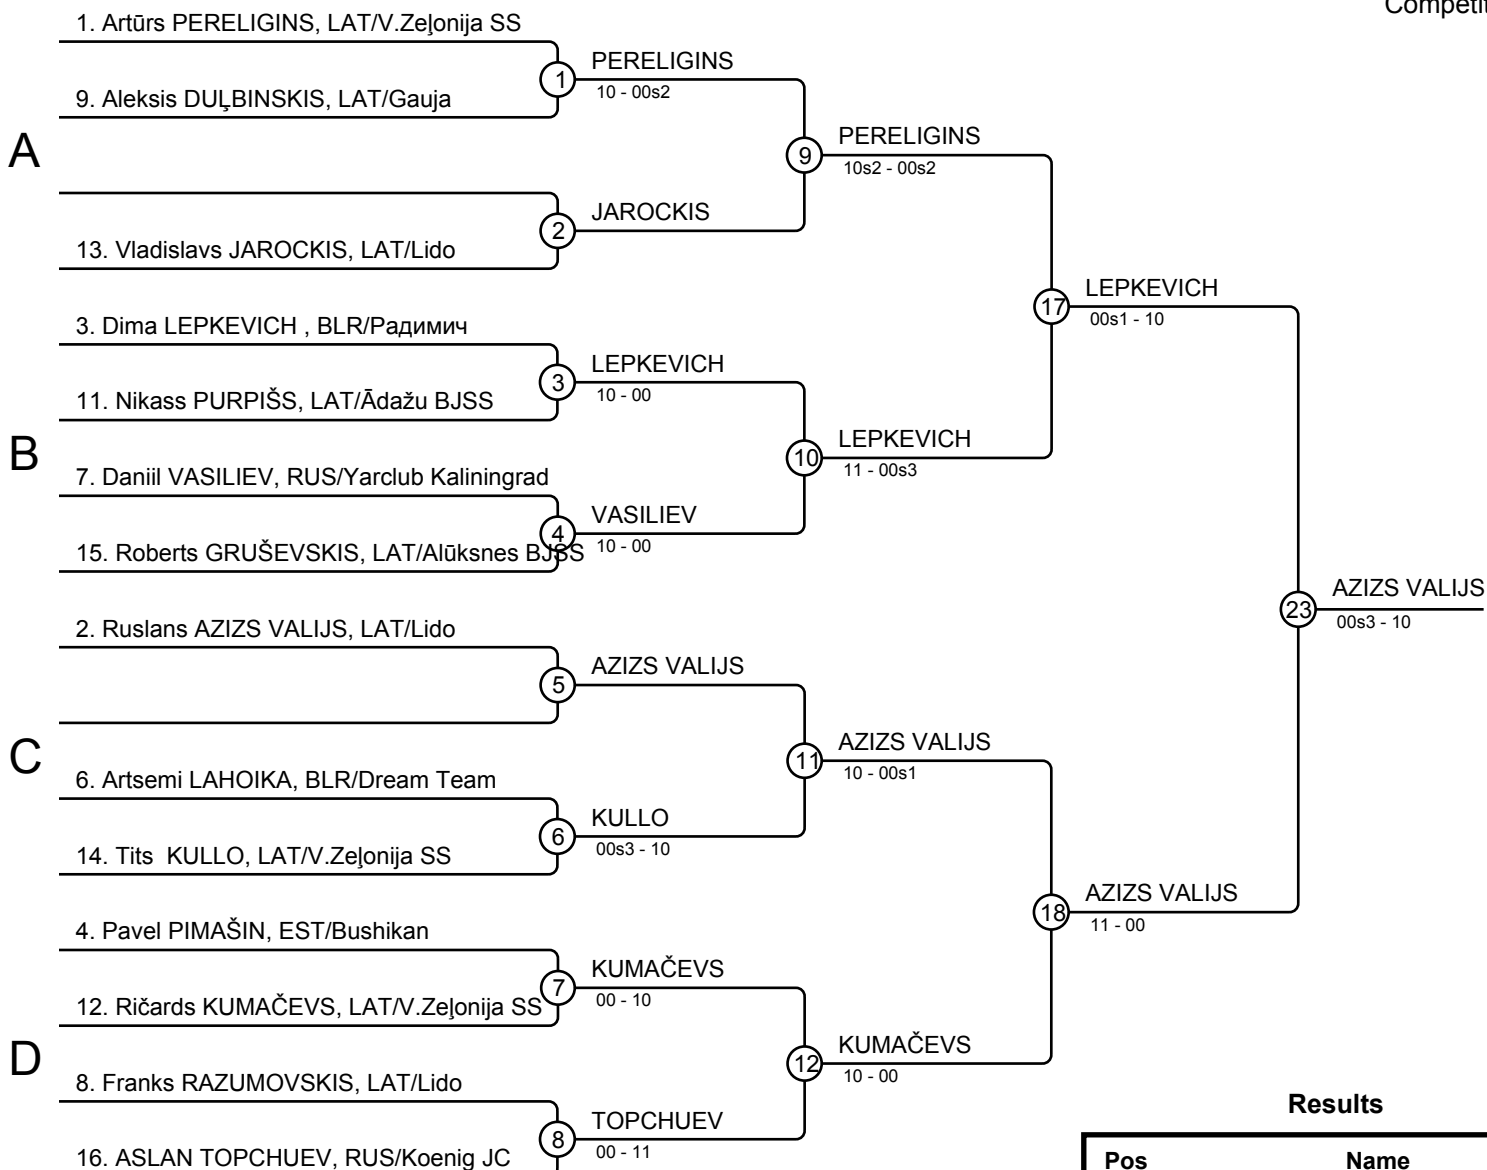 Competit
1. Artūrs PERELIGINS, LAT/V.Zeļonija SS
PERELIGINS
1
10 - 00s2
9. Aleksis DUĻBINSKIS, LAT/Gauja
A
PERELIGINS
9
10s2 - 00s2
JAROCKIS
2
13. Vladislavs JAROCKIS, LAT/Lido
LEPKEVICH
17
00s1 - 10
3. Dima LEPKEVICH , BLR/Радимич
LEPKEVICH
3
10 - 00
11. Nikass PURPIŠS, LAT/Ādažu BJSS
B
LEPKEVICH
10
11 - 00s3
7. Daniil VASILIEV, RUS/Yarclub Kaliningrad
VASILIEV
4
10 - 00
15. Roberts GRUŠEVSKIS, LAT/Alūksnes BJSS
AZIZS VALIJS
23
00s3 - 10
2. Ruslans AZIZS VALIJS, LAT/Lido
AZIZS VALIJS
5
C
AZIZS VALIJS
11
10 - 00s1
6. Artsemi LAHOIKA, BLR/Dream Team
KULLO
6
00s3 - 10
14. Tits  KULLO, LAT/V.Zeļonija SS
AZIZS VALIJS
18
11 - 00
4. Pavel PIMAŠIN, EST/Bushikan
KUMAČEVS
7
00 - 10
12. Ričards KUMAČEVS, LAT/V.Zeļonija SS
D
KUMAČEVS
12
10 - 00
8. Franks RAZUMOVSKIS, LAT/Lido
TOPCHUEV
8
00 - 11
16. ASLAN TOPCHUEV, RUS/Koenig JC
Results
Pos Name